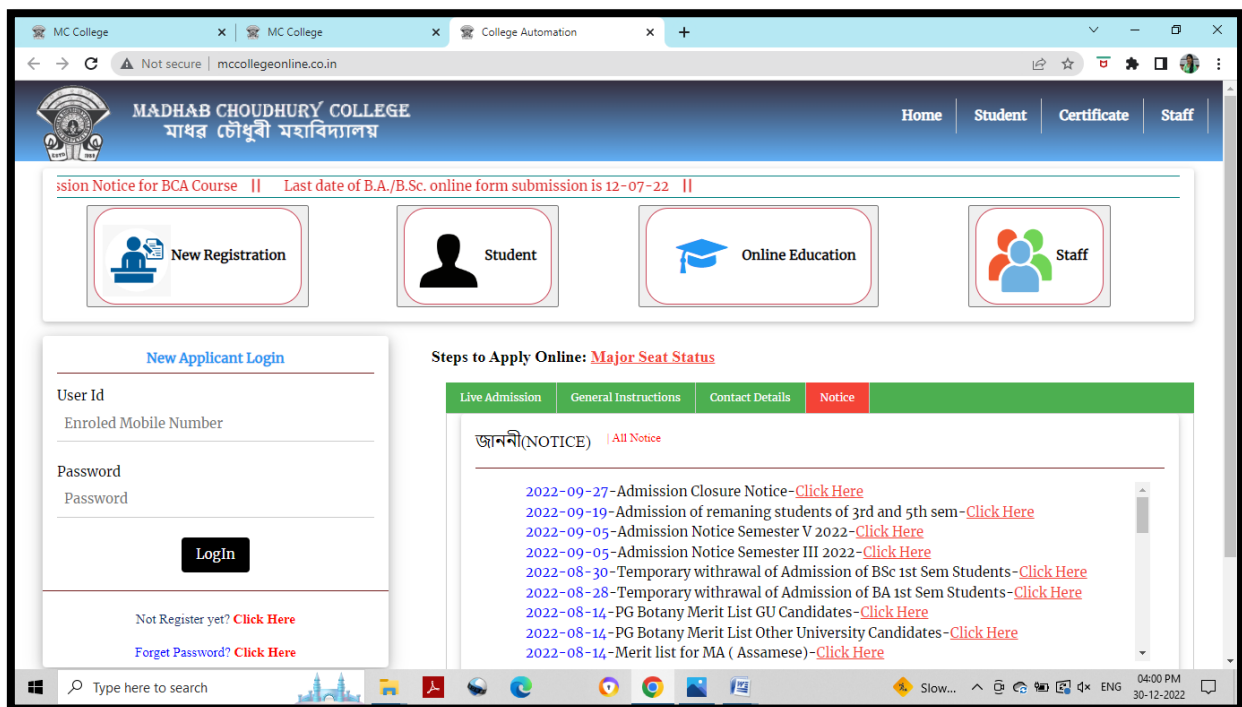 MC College
MC College
College Automation
Not secure | mccollegeonline.co.in
MADHAB CHOUDHURY COLLEGE
মাধৱ চৌধুৰী মহাবিদ্যালয়
Home Student Certificate Staff
ssion Notice for BCA Course || Last date of B.A./B.Sc. online form submission is 12-07-22 ||
New Registration
Student
Online Education
Staff
New Applicant Login
User Id
Enroled Mobile Number
Password
Password
LogIn
Not Register yet? Click Here
Forget Password? Click Here
Steps to Apply Online: Major Seat Status
Live Admission General Instructions Contact Details Notice
জাননী(NOTICE) | All Notice
2022-09-27-Admission Closure Notice-Click Here
2022-09-19-Admission of remaning students of 3rd and 5th sem-Click Here
2022-09-05-Admission Notice Semester V 2022-Click Here
2022-09-05-Admission Notice Semester III 2022-Click Here
2022-08-30-Temporary withrawal of Admission of BSc 1st Sem Students-Click Here
2022-08-28-Temporary withrawal of Admission of BA 1st Sem Students-Click Here
2022-08-14-PG Botany Merit List GU Candidates-Click Here
2022-08-14-PG Botany Merit List Other University Candidates-Click Here
2022-08-14-Merit list for MA ( Assamese)-Click Here
Type here to search
Slow...
ENG
04:00 PM
30-12-2022